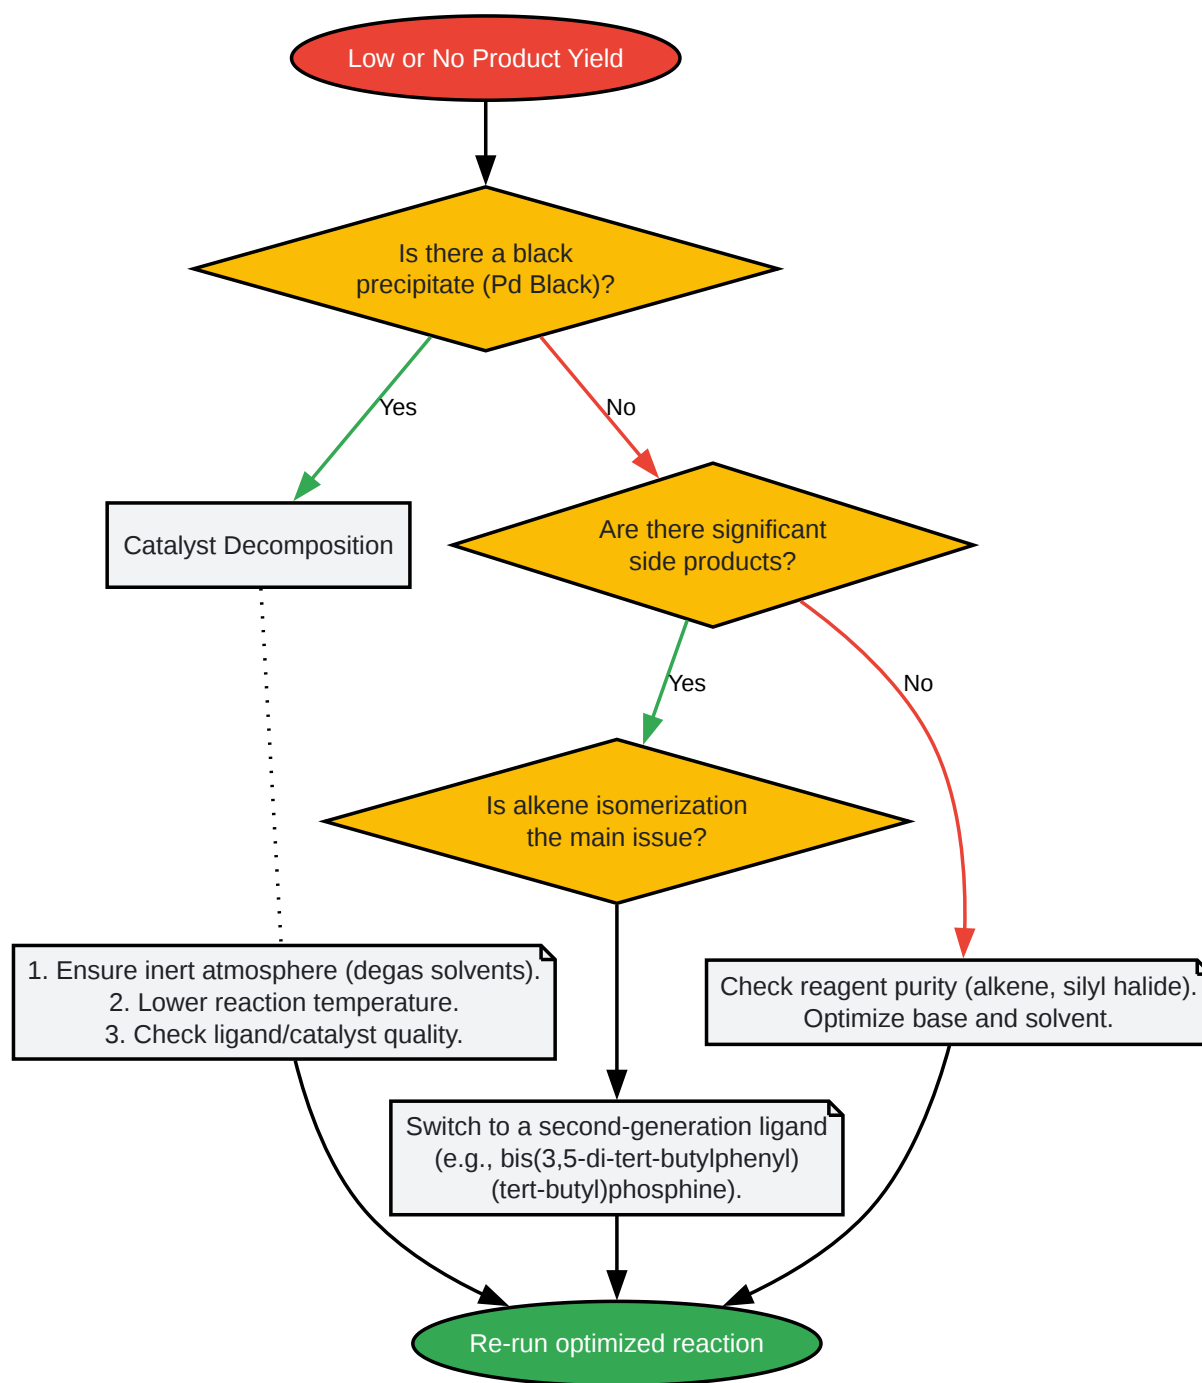 Low or No Product Yield
Is there a black
precipitate (Pd Black)?
Yes
No
Catalyst Decomposition
Are there significant
side products?
Yes
No
Is alkene isomerization
the main issue?
1. Ensure inert atmosphere (degas solvents).
2. Lower reaction temperature.
3. Check ligand/catalyst quality.
Check reagent purity (alkene, silyl halide).
Optimize base and solvent.
Switch to a second-generation ligand
(e.g., bis(3,5-di-tert-butylphenyl)
(tert-butyl)phosphine).
Re-run optimized reaction